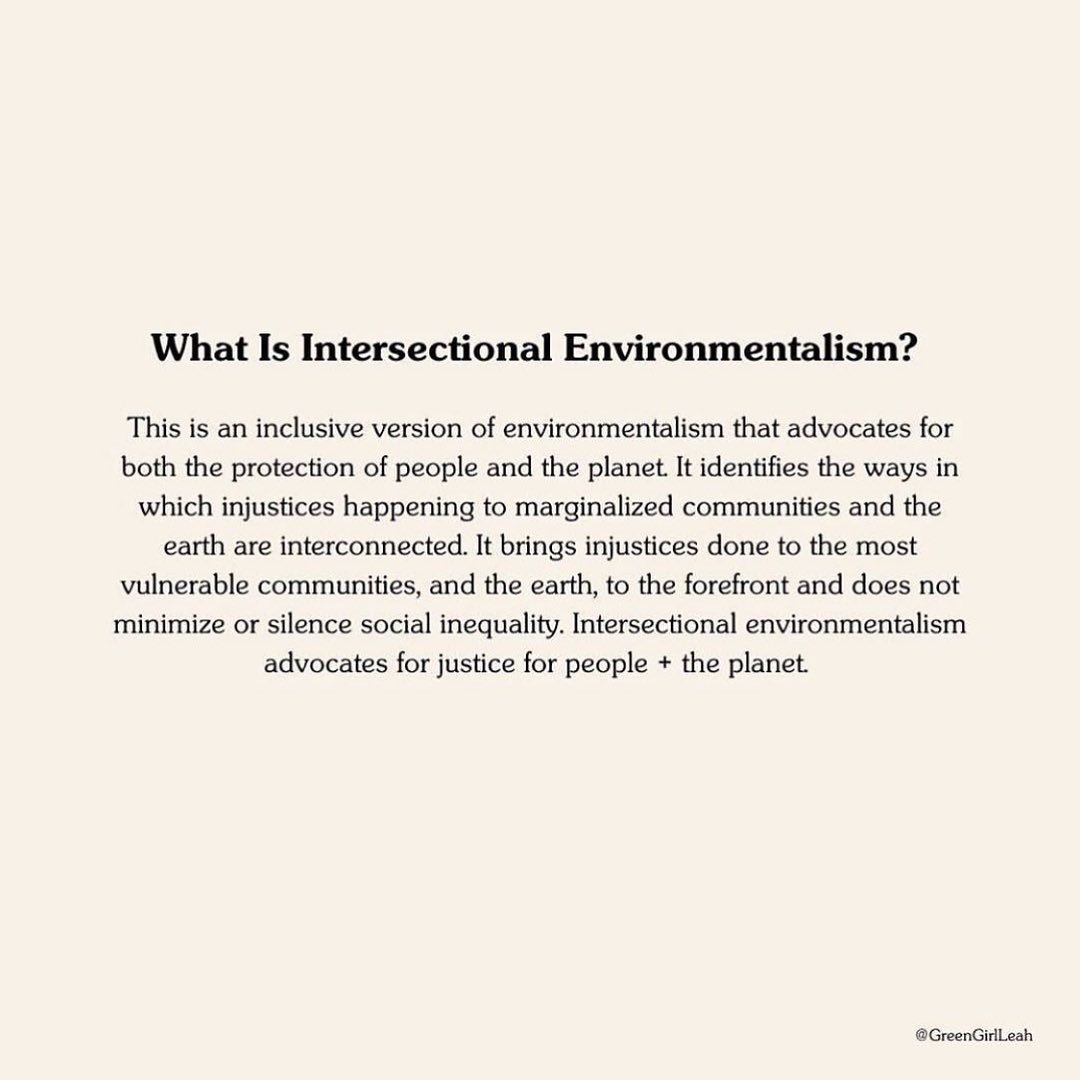 What Is Intersectional Environmentalism?
This is an inclusive version of environmentalism that advocates for
both the protection of people and the planet. It identifies the ways in
which injustices happening to marginalized communities and the
earth are interconnected. It brings injustices done to the most
vulnerable communities, and the earth, to the forefront and does not
minimize or silence social inequality. Intersectional environmentalism
advocates for justice for people + the planet.
@GreenGirlLeah